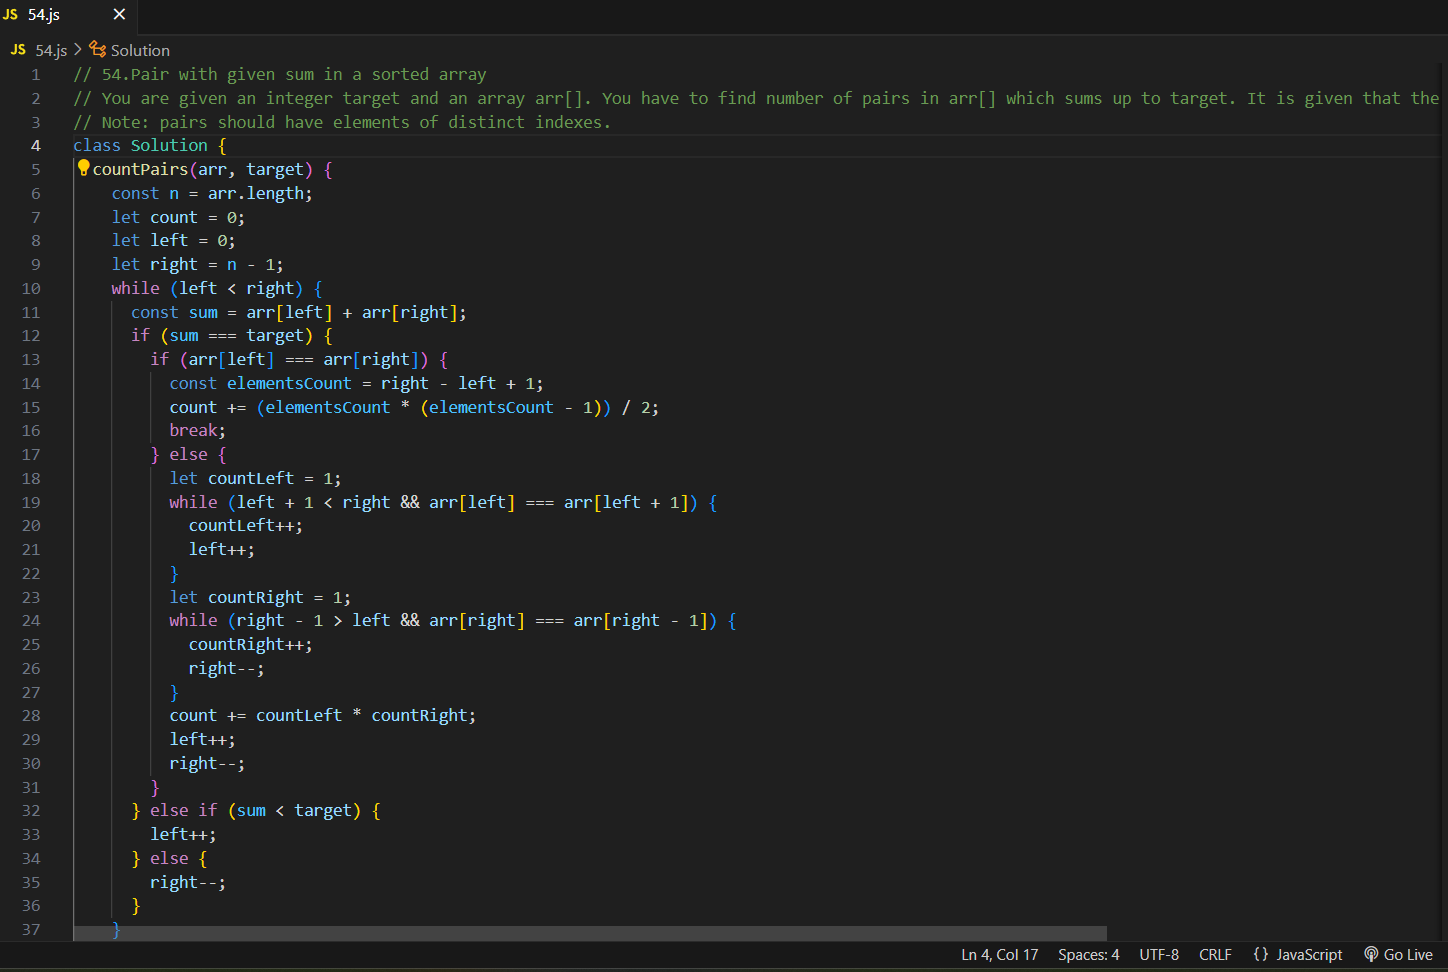 JS 54.js ×
JS 54.js > Solution
1 // 54.Pair with given sum in a sorted array
2 // You are given an integer target and an array arr[]. You have to find number of pairs in arr[] which sums up to target. It is given that the
3 // Note: pairs should have elements of distinct indexes.
4 class Solution {
5   countPairs(arr, target) {
6     const n = arr.length;
7     let count = 0;
8     let left = 0;
9     let right = n - 1;
10     while (left < right) {
11       const sum = arr[left] + arr[right];
12       if (sum === target) {
13         if (arr[left] === arr[right]) {
14           const elementsCount = right - left + 1;
15           count += (elementsCount * (elementsCount - 1)) / 2;
16           break;
17         } else {
18           let countLeft = 1;
19           while (left + 1 < right && arr[left] === arr[left + 1]) {
20             countLeft++;
21             left++;
22           }
23           let countRight = 1;
24           while (right - 1 > left && arr[right] === arr[right - 1]) {
25             countRight++;
26             right--;
27           }
28           count += countLeft * countRight;
29           left++;
30           right--;
31         }
32       } else if (sum < target) {
33         left++;
34       } else {
35         right--;
36       }
37     }
Ln 4, Col 17 Spaces: 4 UTF-8 CRLF {} JavaScript Go Live